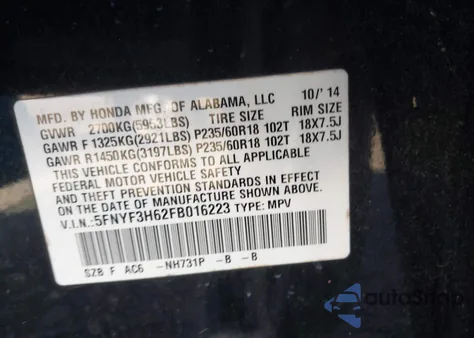 MFD. BY HONDA MFG. OF ALABAMA, LLC 10/'14
GVWR 2700KG(5953LBS) TIRE SIZE RIM SIZE
GAWR F 1325KG(2921LBS) P235/60R18 102T 18X7.5J
GAWR R1450KG(3197LBS) P235/60R18 102T 18X7.5J
THIS VEHICLE CONFORMS TO ALL APPLICABLE
FEDERAL MOTOR VEHICLE SAFETY, BUMPER,
AND THEFT PREVENTION STANDARDS IN EFFECT
ON THE DATE OF MANUFACTURE SHOWN ABOVE.
V.I.N.:5FNYF3H62FB016223 TYPE: MPV
SZB F AC6 -NH731P -B -B
autoSnap